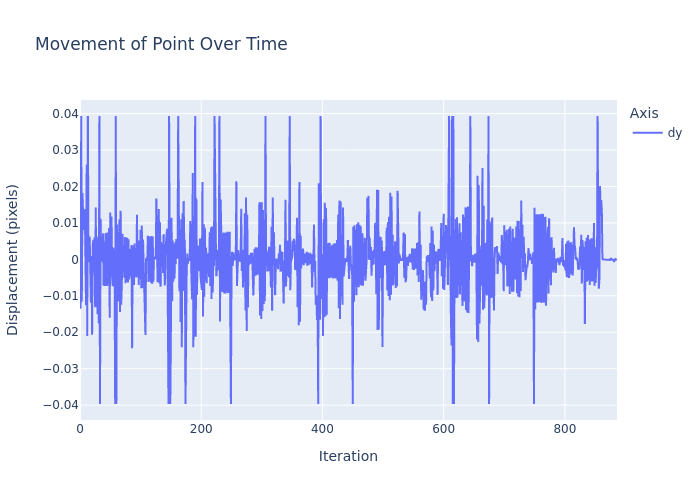 Movement of Point Over Time
Axis
dy
Displacement (pixels)
0.04
0.03
0.02
0.01
0
−0.01
−0.02
−0.03
−0.04
0
200
400
600
800
Iteration